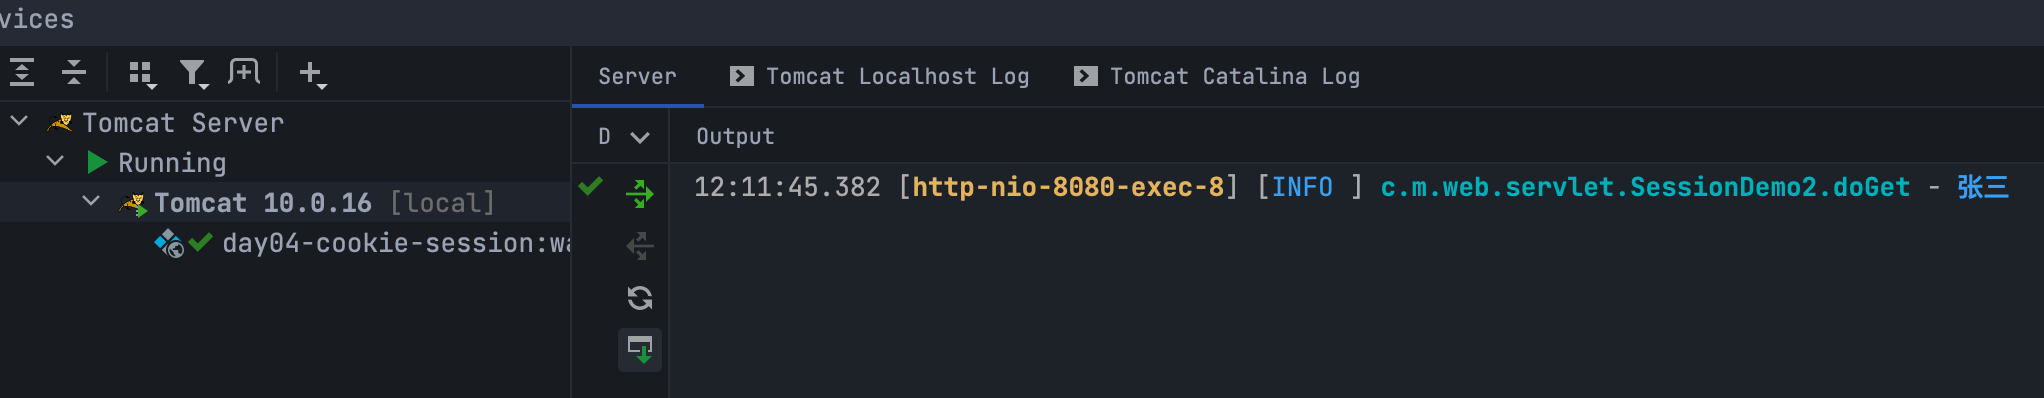 vices
Server
Tomcat Localhost Log
Tomcat Catalina Log
Tomcat Server
D
Output
Running
12:11:45.382 [http-nio-8080-exec-8] [INFO ] c.m.web.servlet.SessionDemo2.doGet - 张三
Tomcat 10.0.16 [local]
day04-cookie-session:wa